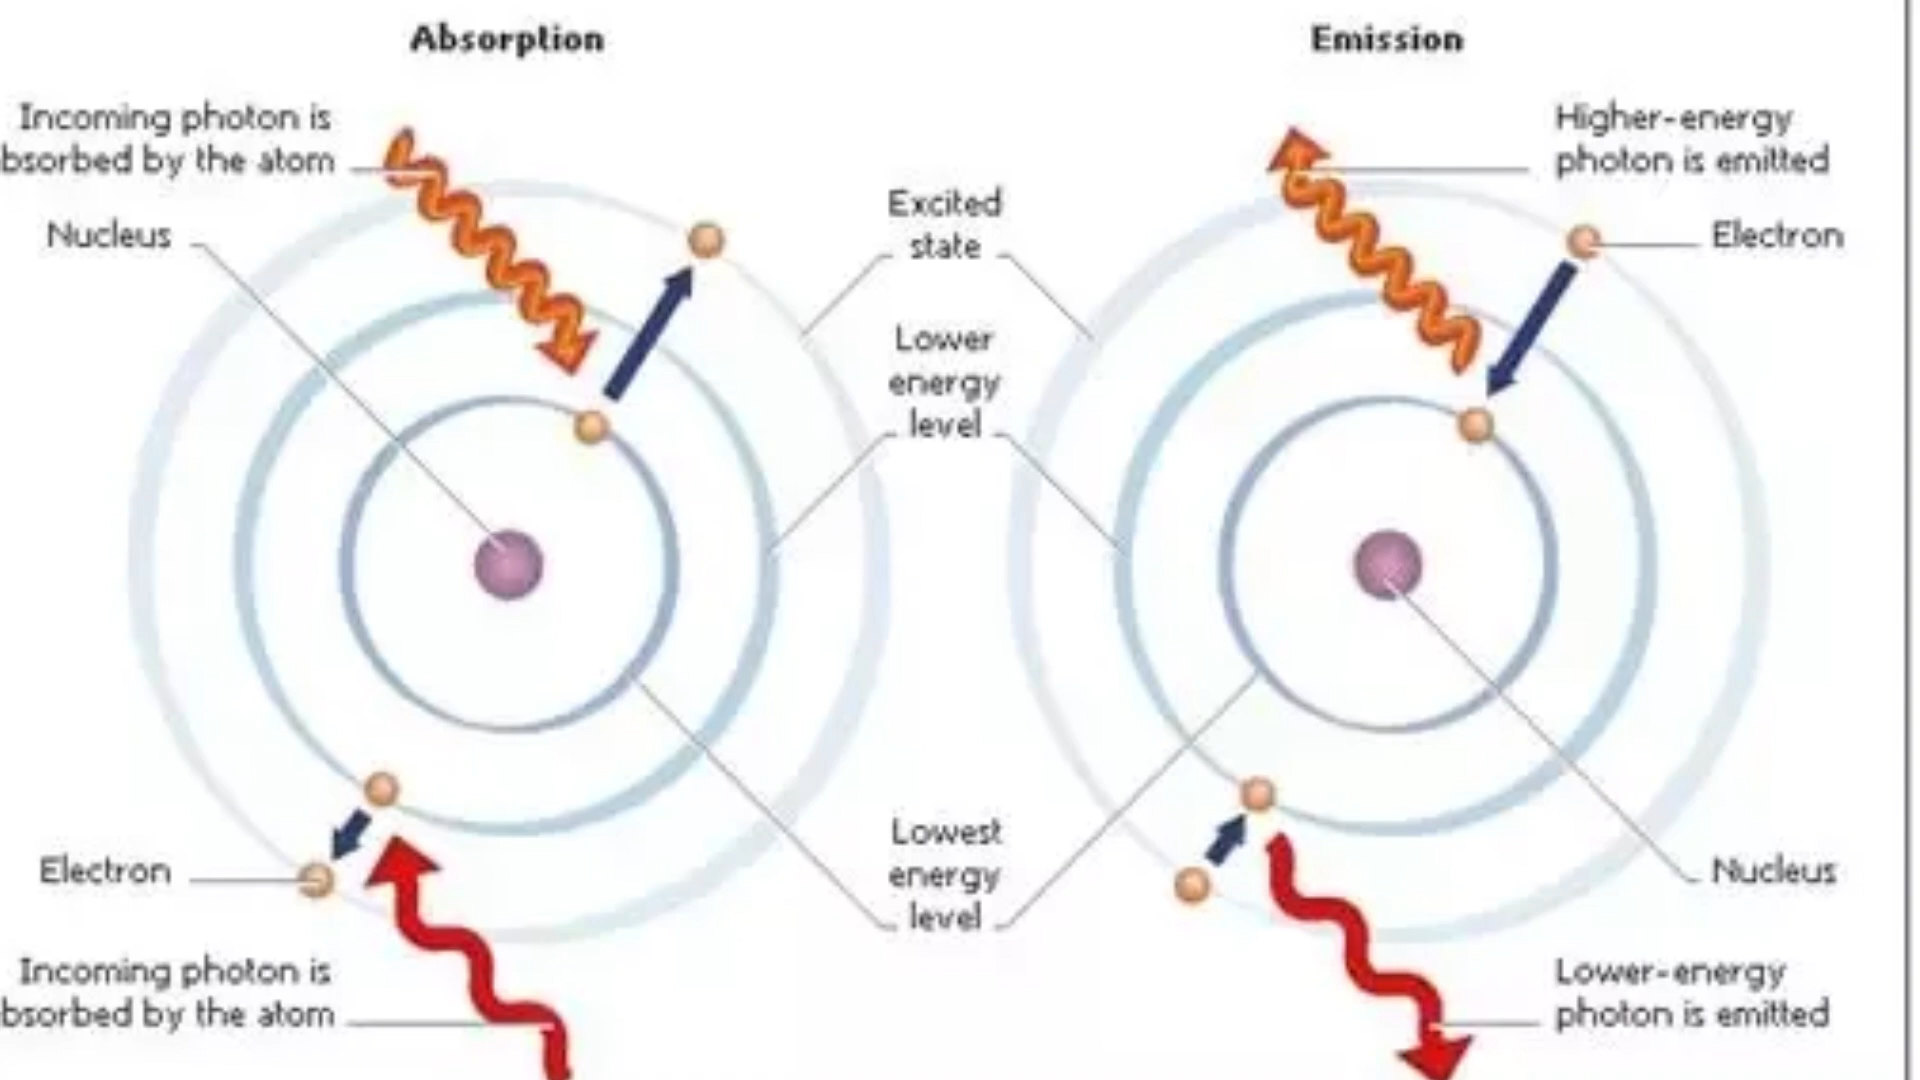 Absorption
Incoming photon is
bsorbed by the atom
Nucleus
Electron
Incoming photon is
bsorbed by the atom
Excited
state
Lower
energy
level
Lowest
energy
level
Emission
Higher-energy
photon is emitted
Electron
Nucleus
Lower-energy
photon is emitted